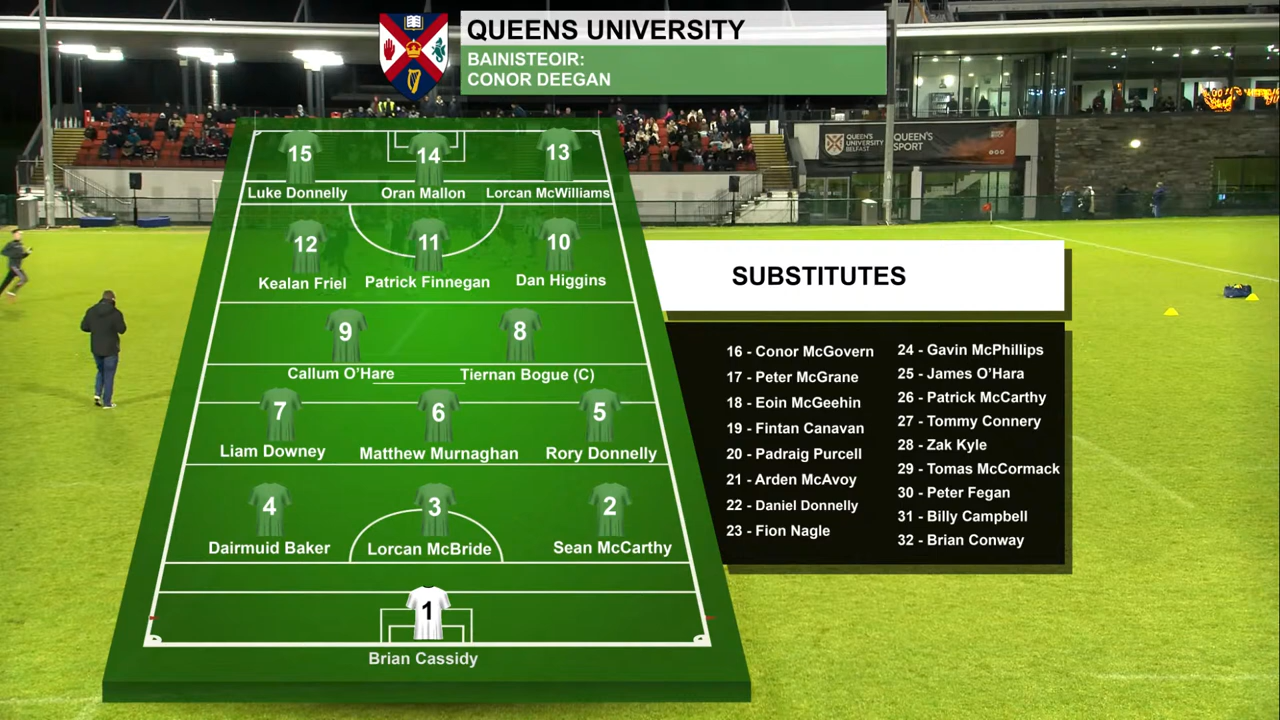 QUEENS UNIVERSITY
BAINISTEOIR:
CONOR DEEGAN
QUEEN'S
UNIVERSITY
BELFAST
QUEEN'S
SPORT
15
14
13
Luke Donnelly
Oran Mallon
Lorcan McWilliams
12
11
10
Kealan Friel
Patrick Finnegan
Dan Higgins
9
8
Callum O'Hare
Tiernan Bogue (C)
7
6
5
Liam Downey
Matthew Murnaghan
Rory Donnelly
4
3
2
Dairmuid Baker
Lorcan McBride
Sean McCarthy
1
Brian Cassidy
SUBSTITUTES
16 - Conor McGovern
17 - Peter McGrane
18 - Eoin McGeehin
19 - Fintan Canavan
20 - Padraig Purcell
21 - Arden McAvoy
22 - Daniel Donnelly
23 - Fion Nagle
24 - Gavin McPhillips
25 - James O'Hara
26 - Patrick McCarthy
27 - Tommy Connery
28 - Zak Kyle
29 - Tomas McCormack
30 - Peter Fegan
31 - Billy Campbell
32 - Brian Conway